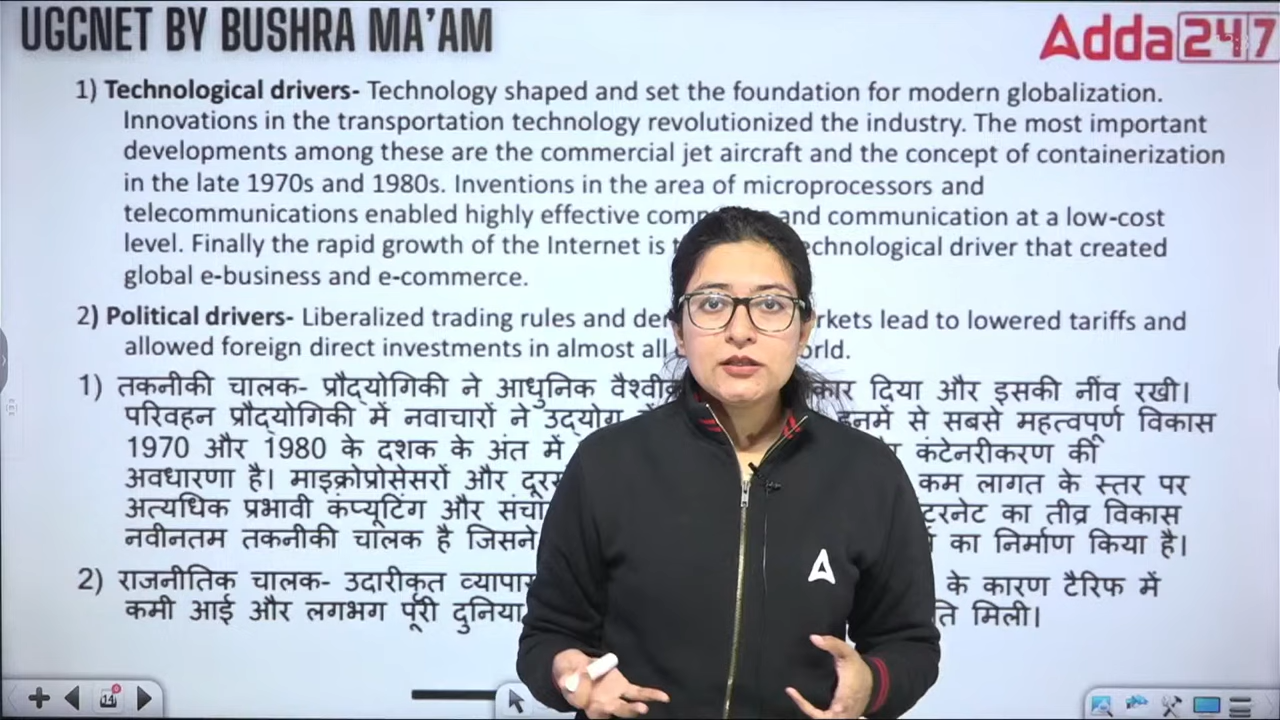 UGCNET BY BUSHRA MA'AM
Adda247
1) Technological drivers- Technology shaped and set the foundation for modern globalization.
Innovations in the transportation technology revolutionized the industry. The most important
developments among these are the commercial jet aircraft and the concept of containerization
in the late 1970s and 1980s. Inventions in the area of microprocessors and
telecommunications enabled highly effective and communication at a low-cost
level. Finally the rapid growth of the Internet is technological driver that created
global e-business and e-commerce.
2) Political drivers- Liberalized trading rules and lead to lowered tariffs and
allowed foreign direct investments in almost all
1) तकनीकी चालक- प्रौद्योगिकी ने आधुनिक दिया और इसकी नींव रखी।
परिवहन प्रौद्योगिकी में नवाचारों ने उद्योग इनमें से सबसे महत्वपूर्ण विकास
1970 और 1980 के दशक के अंत में कंटेनरीकरण की
अवधारणा है। माइक्रोप्रोसेसरों और कम लागत के स्तर पर
अत्यधिक प्रभावी कंप्यूटिंग और का तीव्र विकास
नवीनतम तकनीकी चालक है जिसने का निर्माण किया है।
2) राजनीतिक चालक- उदारीकृत के कारण टैरिफ में
कमी आई और लगभग पूरी दुनिया मिली।
14